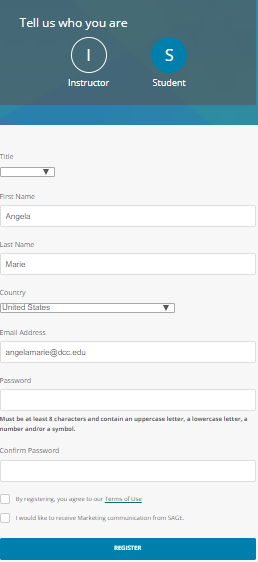 Tell us who you are
I S
Instructor Student
Title
First Name
Angela
Last Name
Marie
Country
United States
Email Address
angelamarie@dcc.edu
Password
Must be at least 8 characters and contain an uppercase letter, a lowercase letter, a
number and/or a symbol.
Confirm Password
By registering, you agree to our Terms of Use
I would like to receive Marketing communication from SAGE.
REGISTER